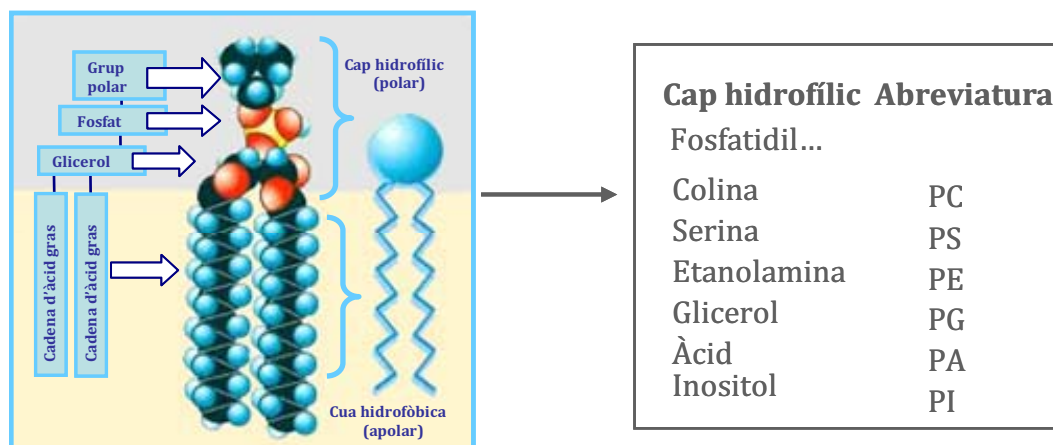 Grup
polar
Fosfat
Glicerol
Cadena d'àcid gras
Cadena d'àcid gras
Cap hidrofílic
(polar)
Cua hidrofòbica
(apolar)
Cap hidrofílic Abreviatura
Fosfatidil...
Colina PC
Serina PS
Etanolamina PE
Glicerol PG
Àcid PA
Inositol PI